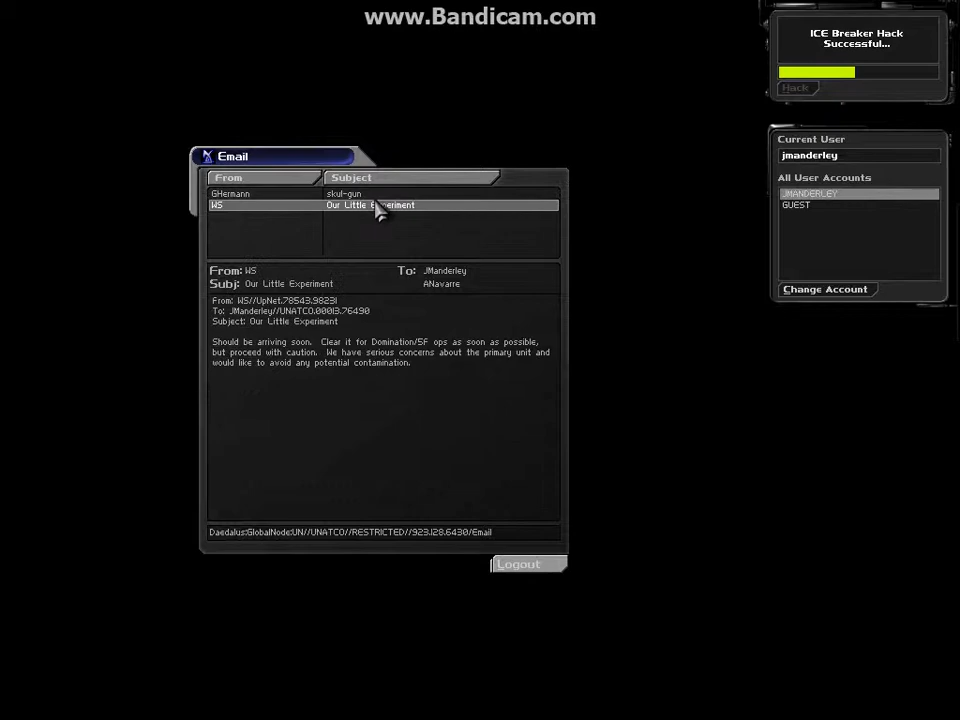 www.Bandicam.com
ICE Breaker Hack
Successful...
Hack
Current User
jmanderley
All User Accounts
JMANDERLEY
GUEST
Change Account
Email
From Subject
GHermann skul-gun
WS Our Little Experiment
From: WS To: JManderley
Subj: Our Little Experiment ANavarre
From: WS//UpNet.78543.98231
To: JManderley//UNATCO.00013.76490
Subject: Our Little Experiment
Should be arriving soon. Clear it for Domination/SF ops as soon as possible,
but proceed with caution. We have serious concerns about the primary unit and
would like to avoid any potential contamination.
Daedalus:GlobalNode:UN//UNATCO//RESTRICTED//923.128.6430/Email
Logout